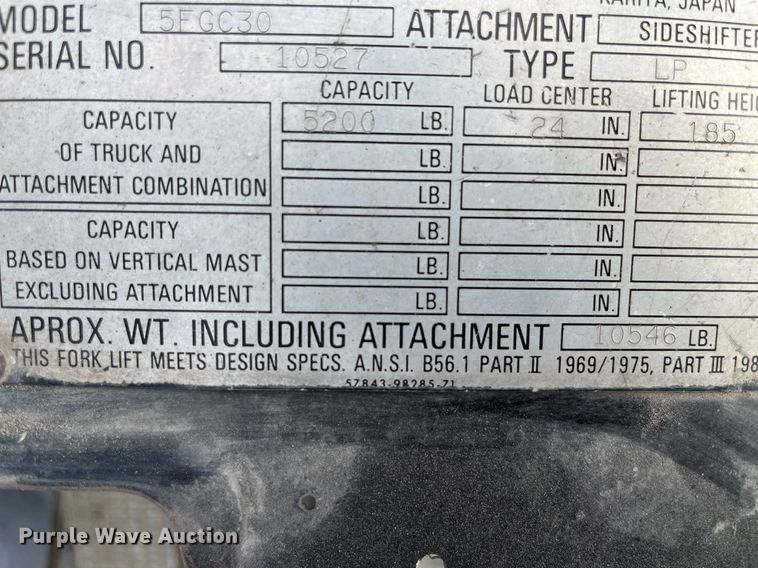 KARIYA, JAPAN
MODEL 5FGC30 ATTACHMENT SIDESHIFTER
SERIAL NO. 10527 TYPE LP
CAPACITY LOAD CENTER LIFTING HEI
CAPACITY OF TRUCK AND ATTACHMENT COMBINATION
5200 LB. 24 IN. 185
LB. IN.
LB. IN.
CAPACITY BASED ON VERTICAL MAST EXCLUDING ATTACHMENT
LB. IN.
LB. IN.
LB. IN.
APROX. WT. INCLUDING ATTACHMENT 10546 LB.
THIS FORK LIFT MEETS DESIGN SPECS. A.N.S.I. B56.1 PART II 1969/1975, PART III 198
57843-98285-71
Purple Wave Auction